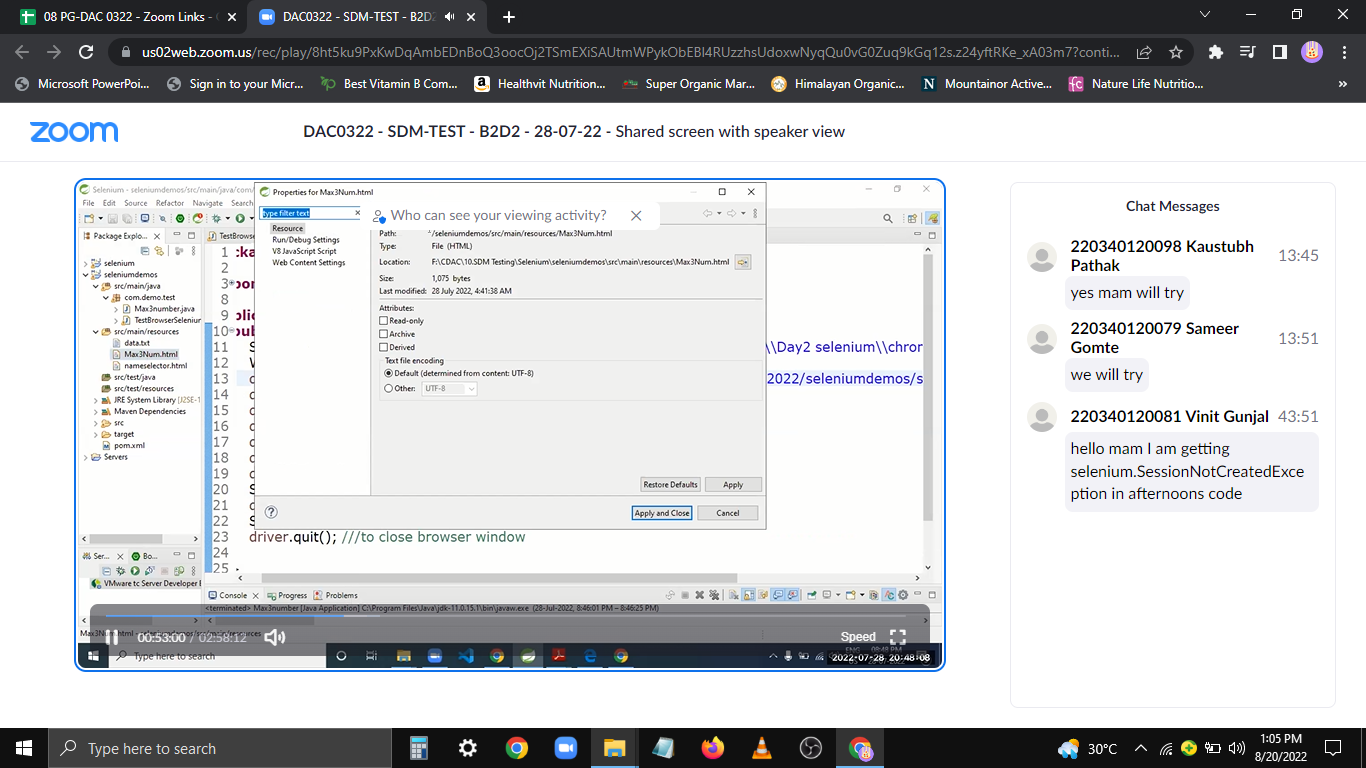 08 PG-DAC 0322 - Zoom Links -
DAC0322 - SDM-TEST - B2D2
us02web.zoom.us/rec/play/8ht5ku9PxKwDqAmbEDnBoQ3oocOj2TSmEXiSAUtmWPykObEBl4RUzzhsUdoxwNyqQu0vG0Zuq9kGq12s.z24yftRKe_xA03m7?conti...
Microsoft PowerPoi...
Sign in to your Micr...
Best Vitamin B Com...
Healthvit Nutrition...
Super Organic Mar...
Himalayan Organic...
Mountainor Active...
Nature Life Nutritio...
zoom
DAC0322 - SDM-TEST - B2D2 - 28-07-22 - Shared screen with speaker view
Selenium - seleniumdemos/src/main/java/com/
File Edit Source Refactor Navigate Search
Package Explo...
selenium
seleniumdemos
src/main/java
com.demo.test
Max3number.java
TestBrowserSeleniun
src/main/resources
data.txt
Max3Num.html
nameselector.html
src/test/java
src/test/resources
JRE System Library [J2SE-1
Maven Dependencies
src
target
pom.xml
Servers
Ser...
Bo...
VMware tc Server Developer E
TestBrowse
1
2
3
8
9
10
11
12
13
14
15
16
17
18
19
20
21
22
23
24
25
\\Day2 selenium\\chron
2022/seleniumdemos/s
driver.quit(); ///to close browser window
Properties for Max3Num.html
type filter text
Resource
Run/Debug Settings
V8 JavaScript Script
Web Content Settings
Who can see your viewing activity?
Path: /seleniumdemos/src/main/resources/Max3Num.html
Type: File (HTML)
Location: F:\CDAC\10.SDM Testing\Selenium\seleniumdemos\src\main\resources\Max3Num.html
Size: 1,075 bytes
Last modified: 28 July 2022, 4:41:38 AM
Attributes:
Read-only
Archive
Derived
Text file encoding
Default (determined from content: UTF-8)
Other: UTF-8
Restore Defaults
Apply
Apply and Close
Cancel
Console
Progress
Problems
<terminated> Max3number [Java Application] C:\Program Files\Java\jdk-11.0.15.1\bin\javaw.exe (28-Jul-2022, 8:46:01 PM – 8:46:25 PM)
Max3Num.html - seleniumdemos/src/main/resources
00:53:00 / 02:58:12
Speed
Type here to search
2022-07-28 20:48:08
Chat Messages
220340120098 Kaustubh Pathak
13:45
yes mam will try
220340120079 Sameer Gomte
13:51
we will try
220340120081 Vinit Gunjal
43:51
hello mam I am getting
selenium.SessionNotCreatedExce
ption in afternoons code
Type here to search
30°C
1:05 PM
8/20/2022